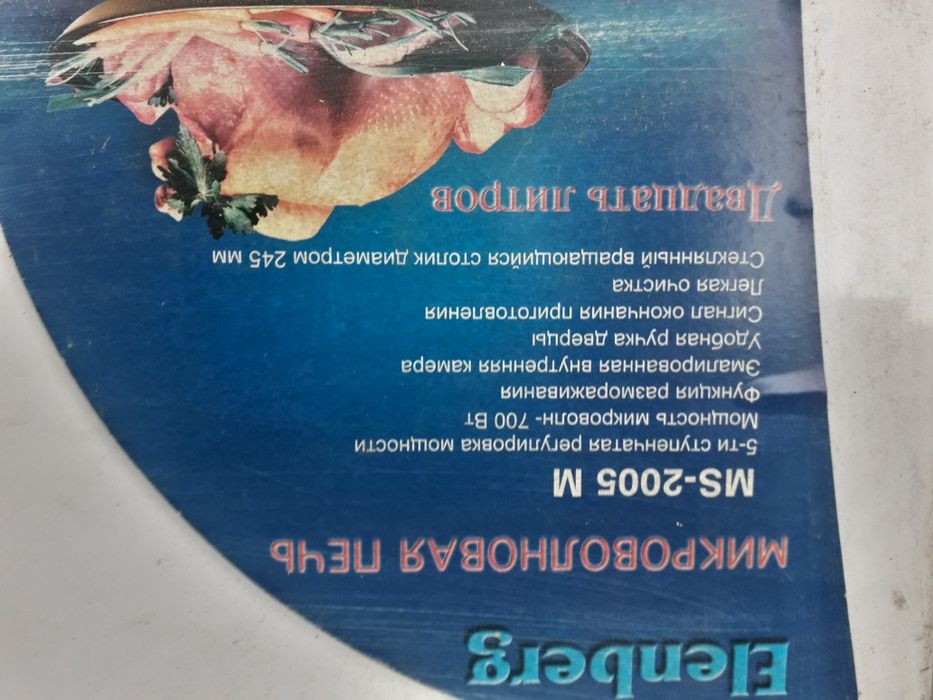 Elenberg
МИКРОВОЛНОВАЯ ПЕЧЬ
MS-2005 M
5-ти ступенчатая регулировка мощности
Мощность микроволн- 700 Вт
Функция размораживания
Эмалированная внутренняя камера
Удобная ручка дверцы
Сигнал окончания приготовления
Легкая очистка
Стеклянный вращающийся столик диаметром 245 мм
Двадцать литров